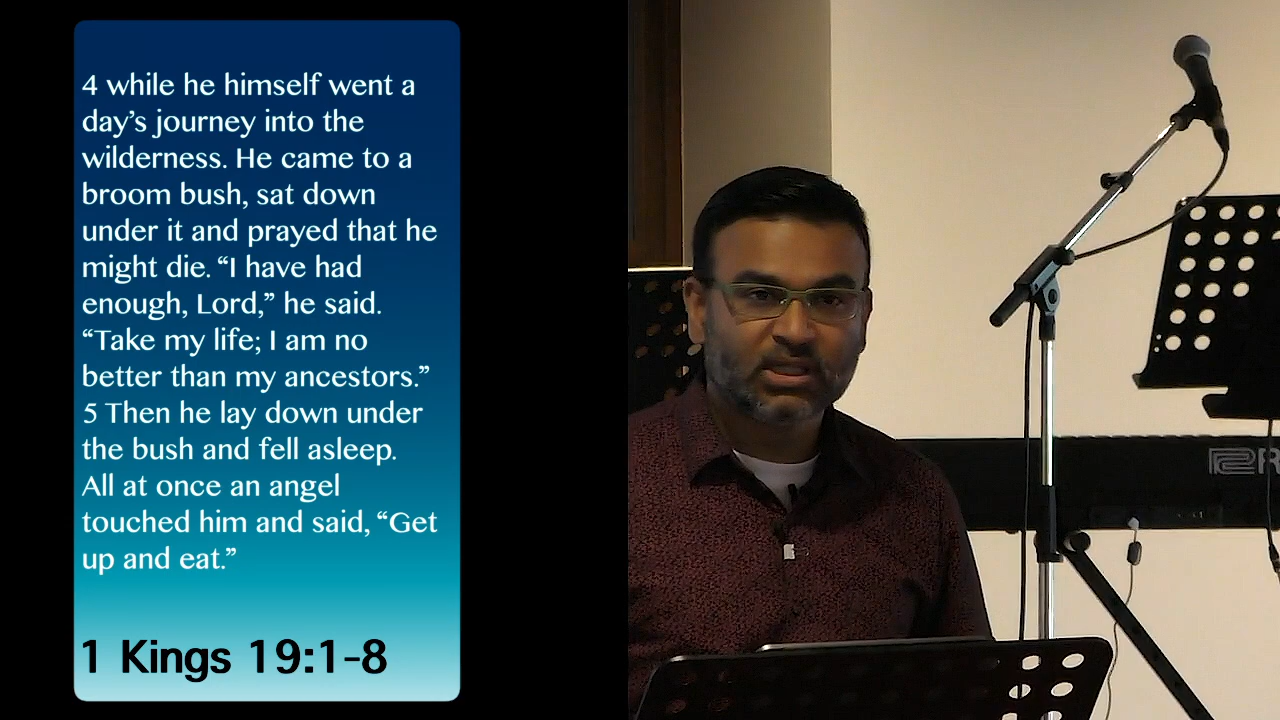 4 while he himself went a
day’s journey into the
wilderness. He came to a
broom bush, sat down
under it and prayed that he
might die. “I have had
enough, Lord,” he said.
“Take my life; I am no
better than my ancestors.”
5 Then he lay down under
the bush and fell asleep.
All at once an angel
touched him and said, “Get
up and eat.”
1 Kings 19:1-8